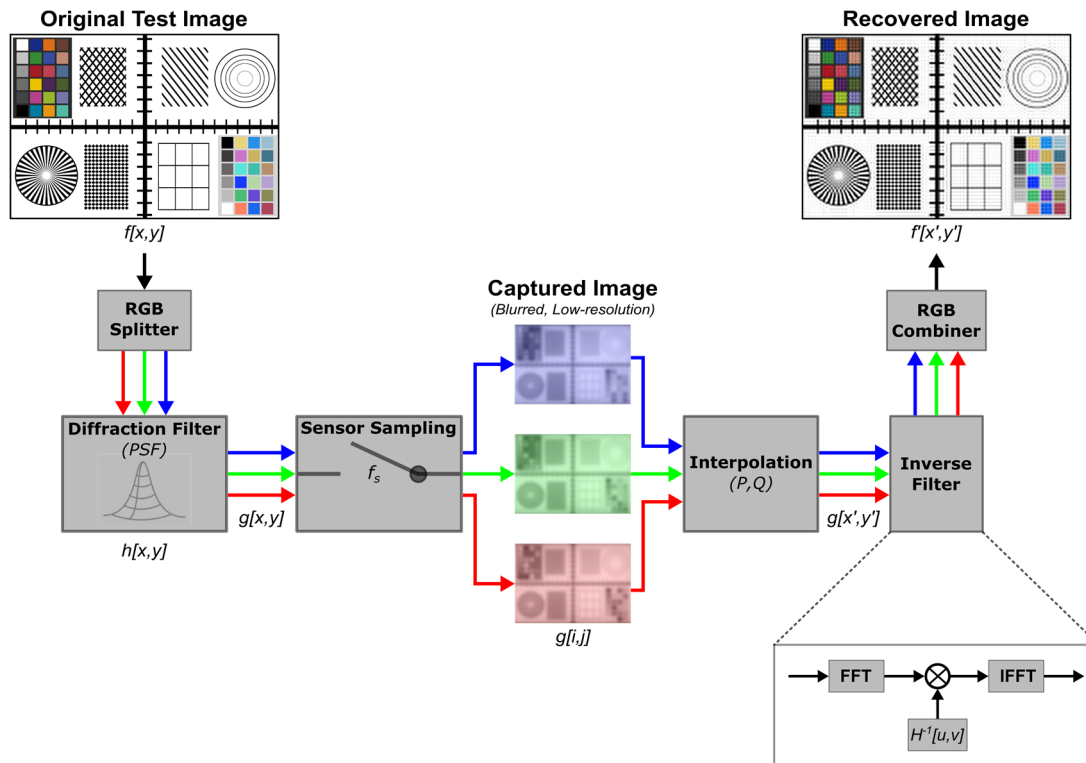 Original Test Image
Recovered Image
f[x,y]
f'[x',y']
RGB
Splitter
Captured Image
(Blurred, Low-resolution)
RGB
Combiner
Diffraction Filter
(PSF)
h[x,y]
g[x,y]
Sensor Sampling
fs
g[i,j]
Interpolation
(P,Q)
g[x',y']
Inverse
Filter
FFT
IFFT
H⁻¹[u,v]